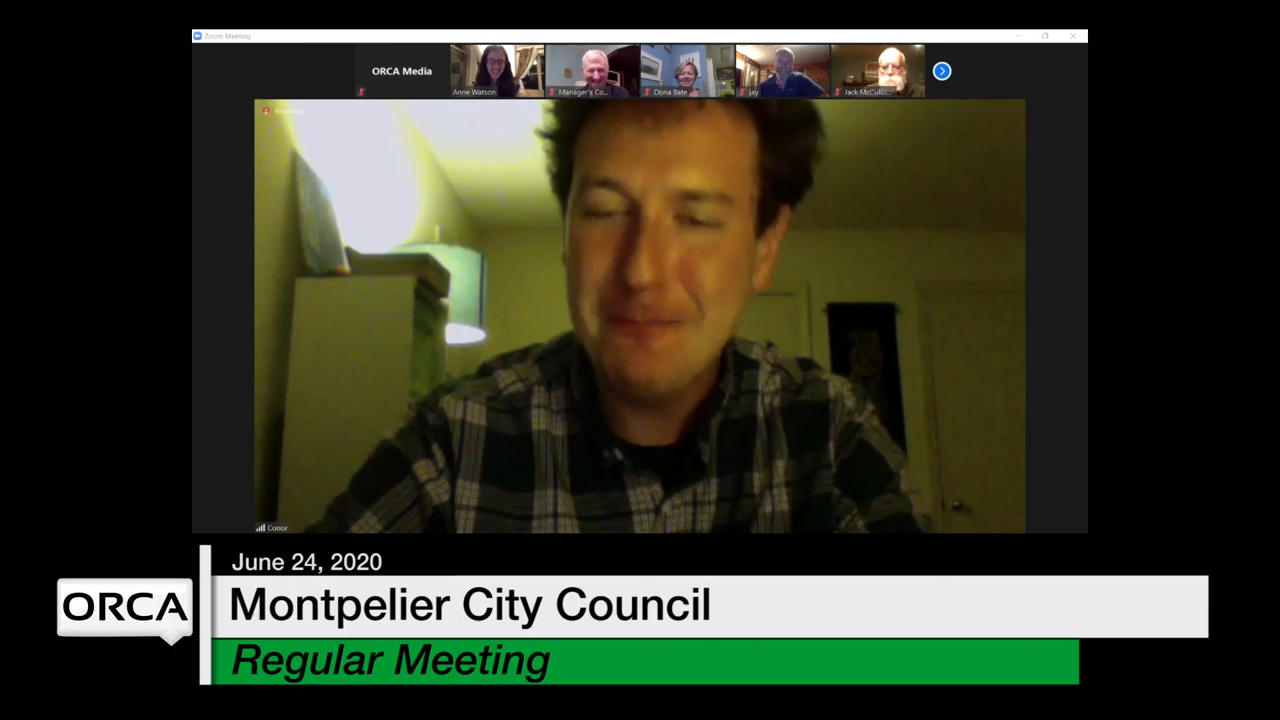 Zoom Meeting
ORCA Media
Anne Watson
Manager's Co...
Dona Bate
jay
Jack McCullo...
Recording
Conor
June 24, 2020
Montpelier City Council
ORCA
Regular Meeting